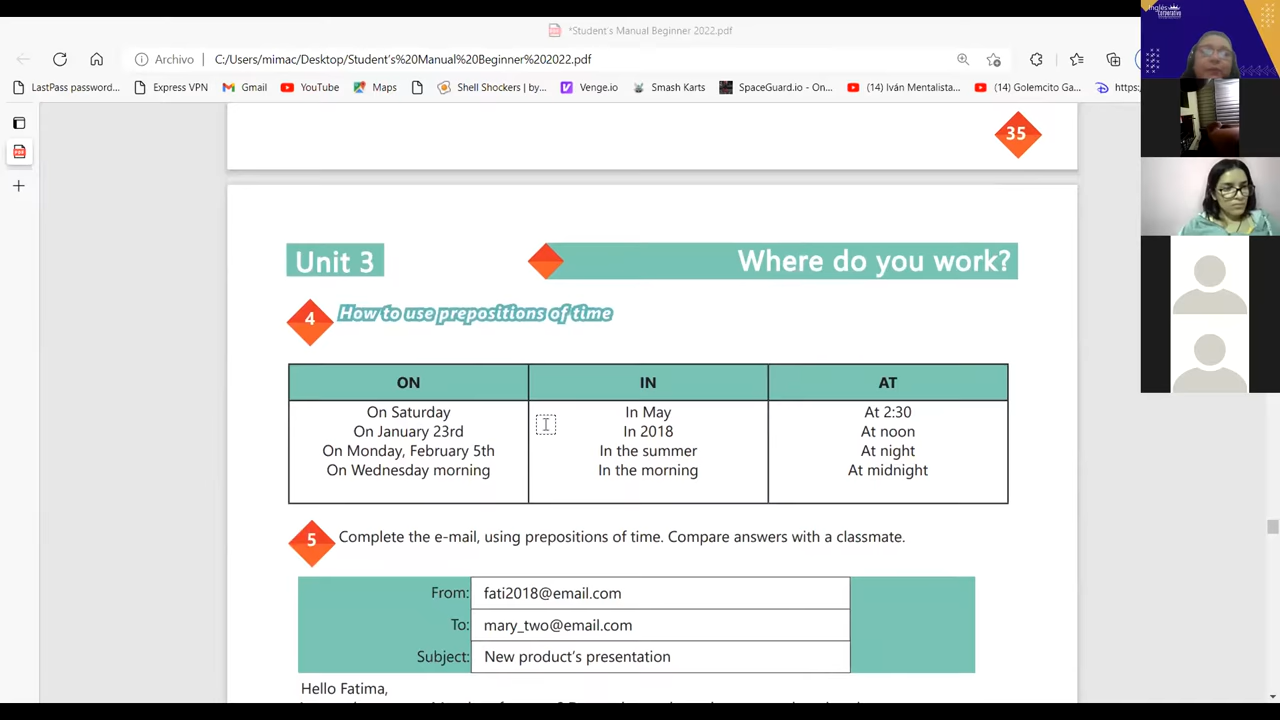 *Student's Manual Beginner 2022.pdf
Archivo
C:/Users/mimac/Desktop/Student's%20Manual%20Beginner%202022.pdf
LastPass password...
Express VPN
Gmail
YouTube
Maps
Shell Shockers | by...
Venge.io
Smash Karts
SpaceGuard.io - On...
(14) Iván Mentalista...
(14) Golemcito Ga...
https:
Inglés
corporativo
35
Unit 3
Where do you work?
4
How to use prepositions of time
ON
IN
AT
On Saturday
In May
At 2:30
On January 23rd
In 2018
At noon
On Monday, February 5th
In the summer
At night
On Wednesday morning
In the morning
At midnight
5
Complete the e-mail, using prepositions of time. Compare answers with a classmate.
From:
fati2018@email.com
To:
mary_two@email.com
Subject:
New product's presentation
Hello Fatima,